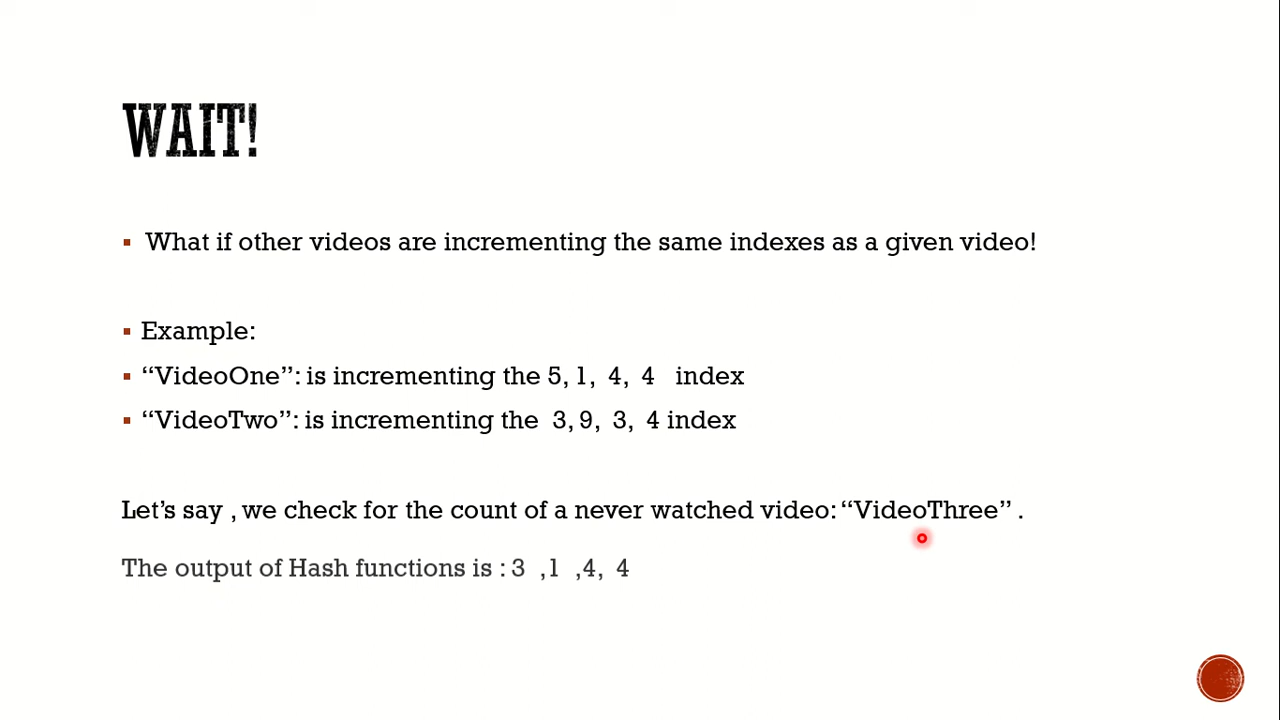 WAIT!
What if other videos are incrementing the same indexes as a given video!
Example:
“VideoOne”: is incrementing the 5, 1, 4, 4 index
“VideoTwo”: is incrementing the 3, 9, 3, 4 index
Let’s say , we check for the count of a never watched video: “VideoThree” .
The output of Hash functions is : 3 ,1 ,4, 4